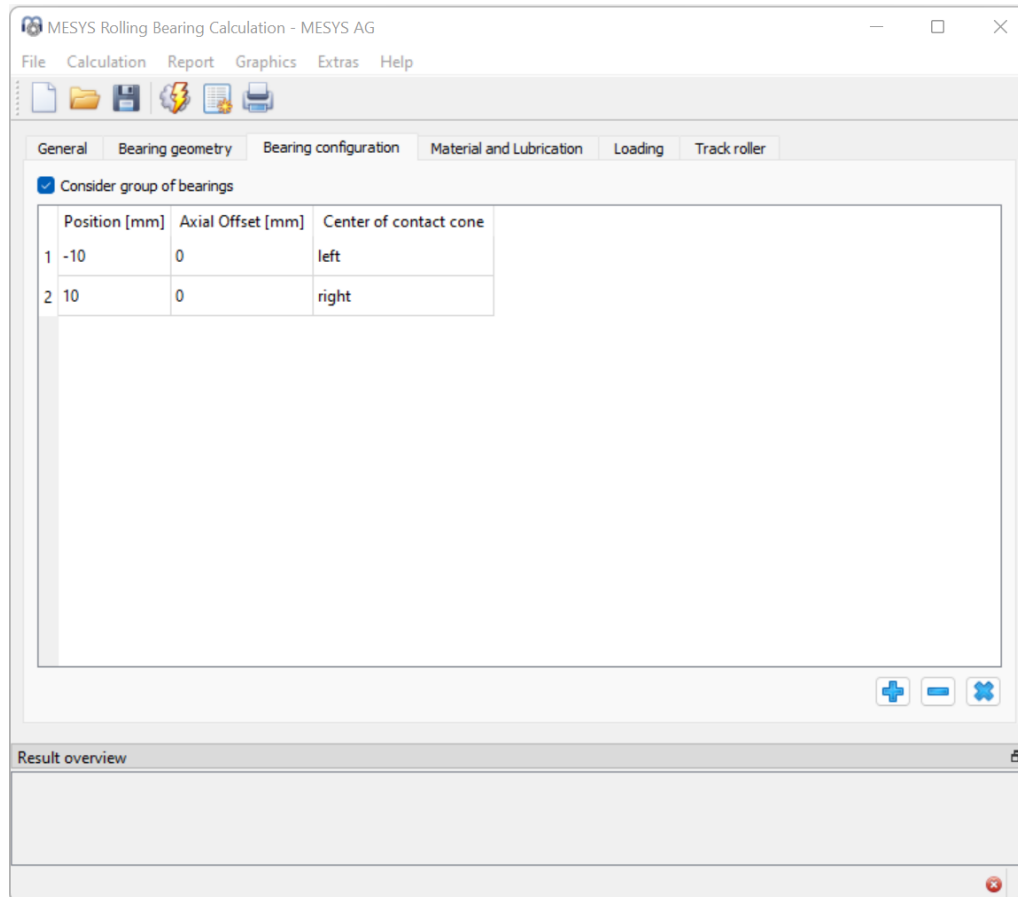 MESYS Rolling Bearing Calculation - MESYS AG
File Calculation Report Graphics Extras Help
General Bearing geometry Bearing configuration Material and Lubrication Loading Track roller
Consider group of bearings
Position [mm] Axial Offset [mm] Center of contact cone
1 -10 0 left
2 10 0 right
Result overview